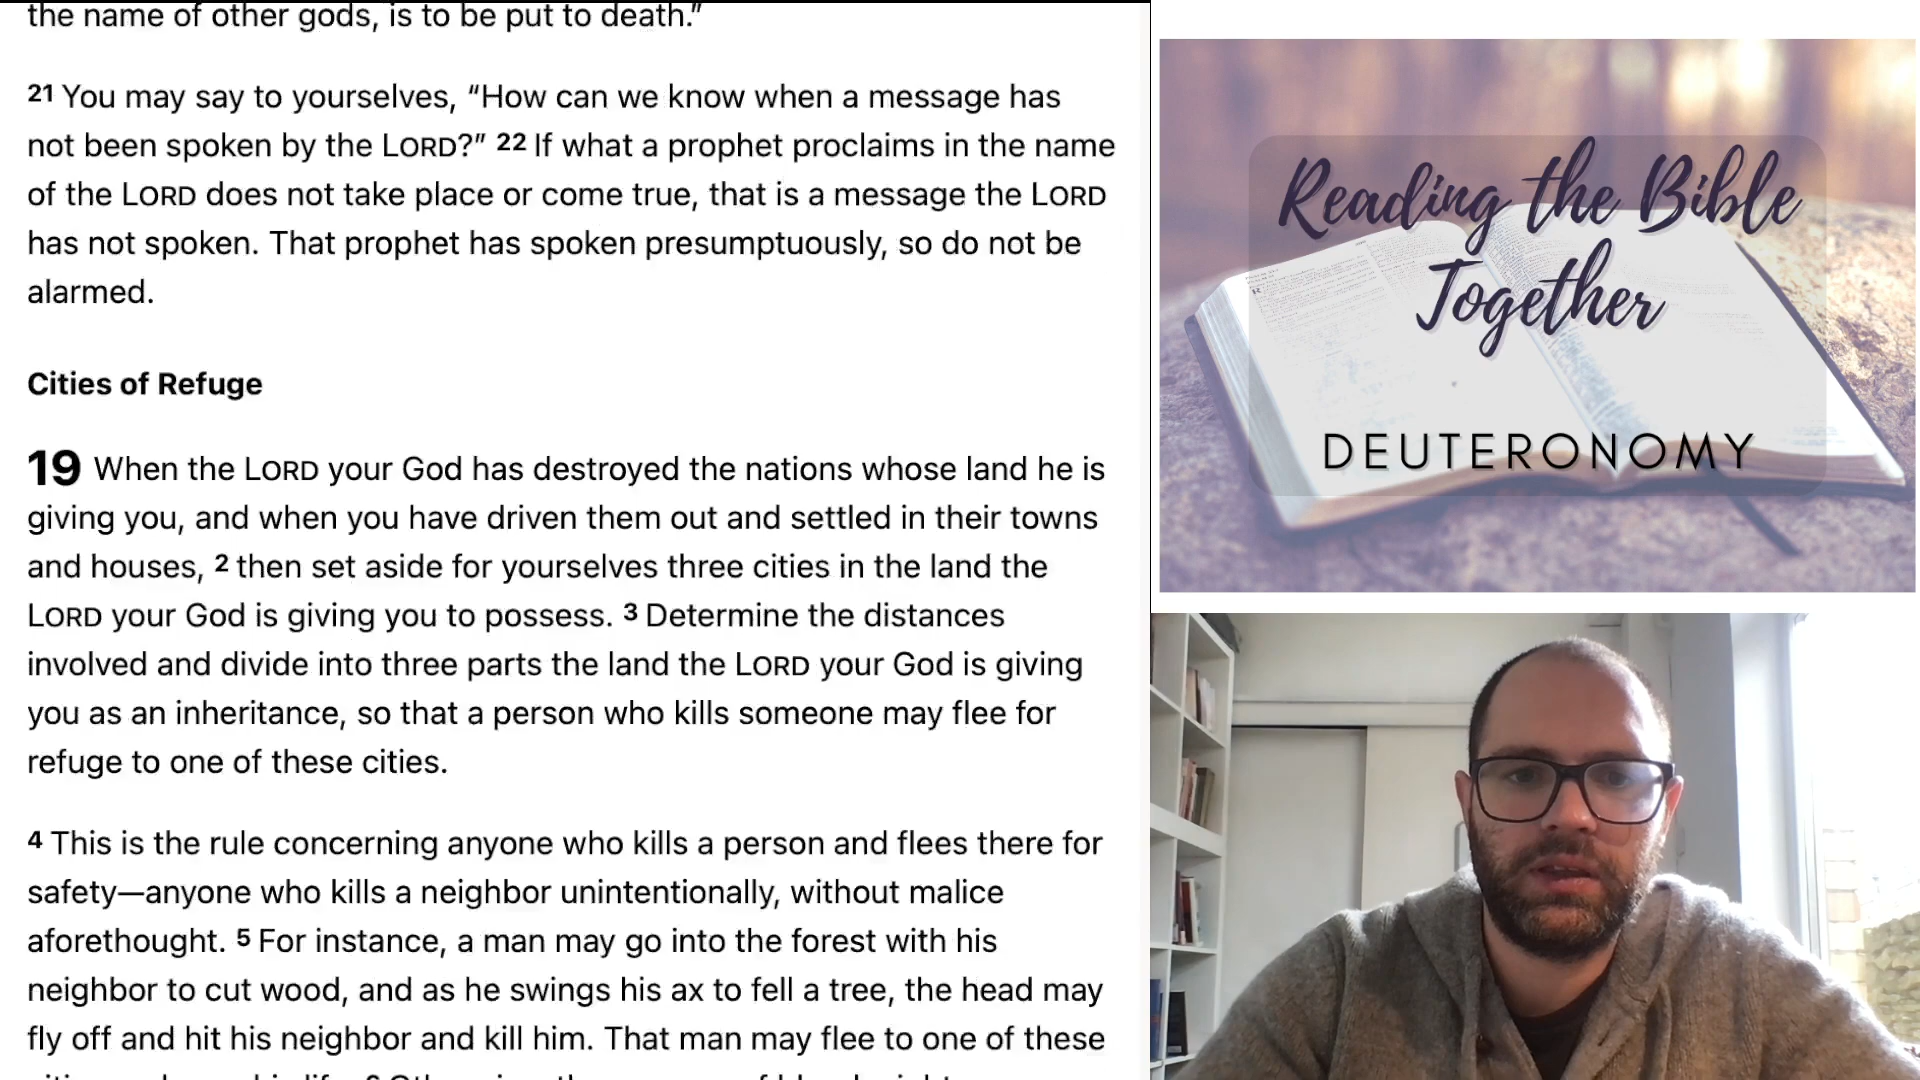 the name of other gods, is to be put to death.”
21 You may say to yourselves, “How can we know when a message has
not been spoken by the LORD?” 22 If what a prophet proclaims in the name
of the LORD does not take place or come true, that is a message the LORD
has not spoken. That prophet has spoken presumptuously, so do not be
alarmed.
Cities of Refuge
19 When the LORD your God has destroyed the nations whose land he is
giving you, and when you have driven them out and settled in their towns
and houses, 2 then set aside for yourselves three cities in the land the
LORD your God is giving you to possess. 3 Determine the distances
involved and divide into three parts the land the LORD your God is giving
you as an inheritance, so that a person who kills someone may flee for
refuge to one of these cities.
4 This is the rule concerning anyone who kills a person and flees there for
safety—anyone who kills a neighbor unintentionally, without malice
aforethought. 5 For instance, a man may go into the forest with his
neighbor to cut wood, and as he swings his ax to fell a tree, the head may
fly off and hit his neighbor and kill him. That man may flee to one of these
Reading the Bible
Together
DEUTERONOMY